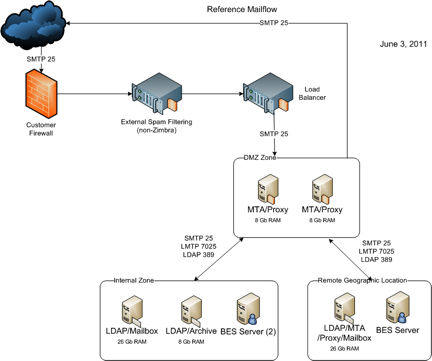 Reference Mailflow
SMTP 25
June 3, 2011
SMTP 25
Customer
Firewall
External Spam Filtering
(non-Zimbra)
Load
Balancer
SMTP 25
DMZ Zone
MTA/Proxy
8 Gb RAM
MTA/Proxy
8 Gb RAM
SMTP 25
LMTP 7025
LDAP 389
SMTP 25
LMTP 7025
LDAP 389
Internal Zone
LDAP/Mailbox
26 Gb RAM
LDAP/Archive
8 Gb RAM
BES Server (2)
Remote Geographic Location
LDAP/MTA
/Proxy/Mailbox
26 Gb RAM
BES Server